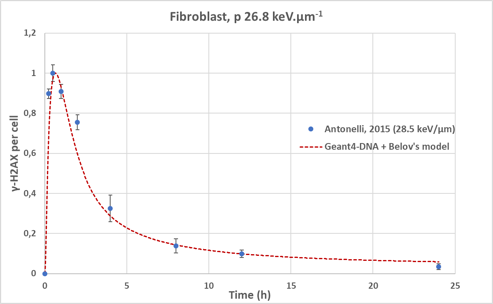 Fibroblast, p 26.8 keV.µm⁻¹
1,2
1
0,8
0,6
0,4
0,2
0
γ-H2AX per cell
Antonelli, 2015 (28.5 keV/µm)
Geant4-DNA + Belov's model
0 5 10 15 20 25
Time (h)